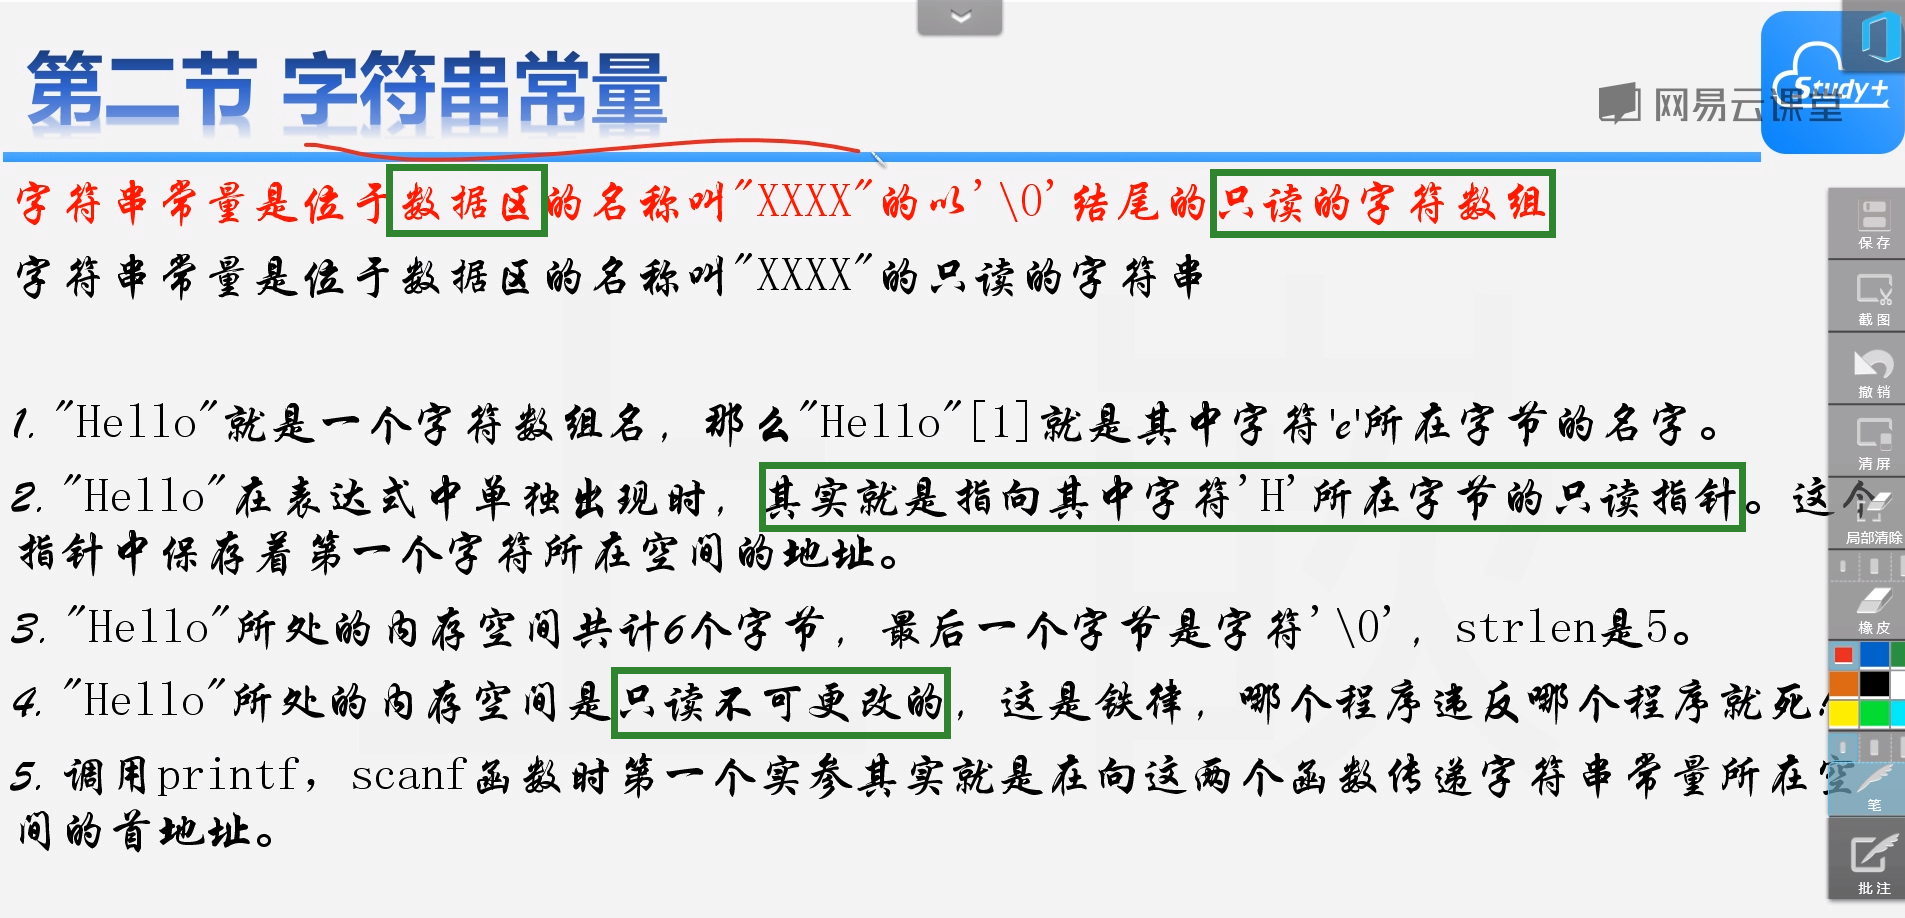 第二节 字符串常量
网易云课堂
Study+
字符串常量是位于数据区的名称叫"XXXX"的以'\0'结尾的只读的字符数组
字符串常量是位于数据区的名称叫"XXXX"的只读的字符串
1. "Hello"就是一个字符数组名，那么"Hello"[1]就是其中字符'e'所在字节的名字。
2. "Hello"在表达式中单独出现时，其实就是指向其中字符'H'所在字节的只读指针。这个
指针中保存着第一个字符所在空间的地址。
3. "Hello"所处的内存空间共计6个字节，最后一个字节是字符'\0'，strlen是5。
4. "Hello"所处的内存空间是只读不可更改的，这是铁律，哪个程序违反哪个程序就死！
5. 调用printf，scanf函数时第一个实参其实就是在向这两个函数传递字符串常量所在空
间的首地址。
保存
截图
撤销
清屏
局部清除
橡皮
笔
批注